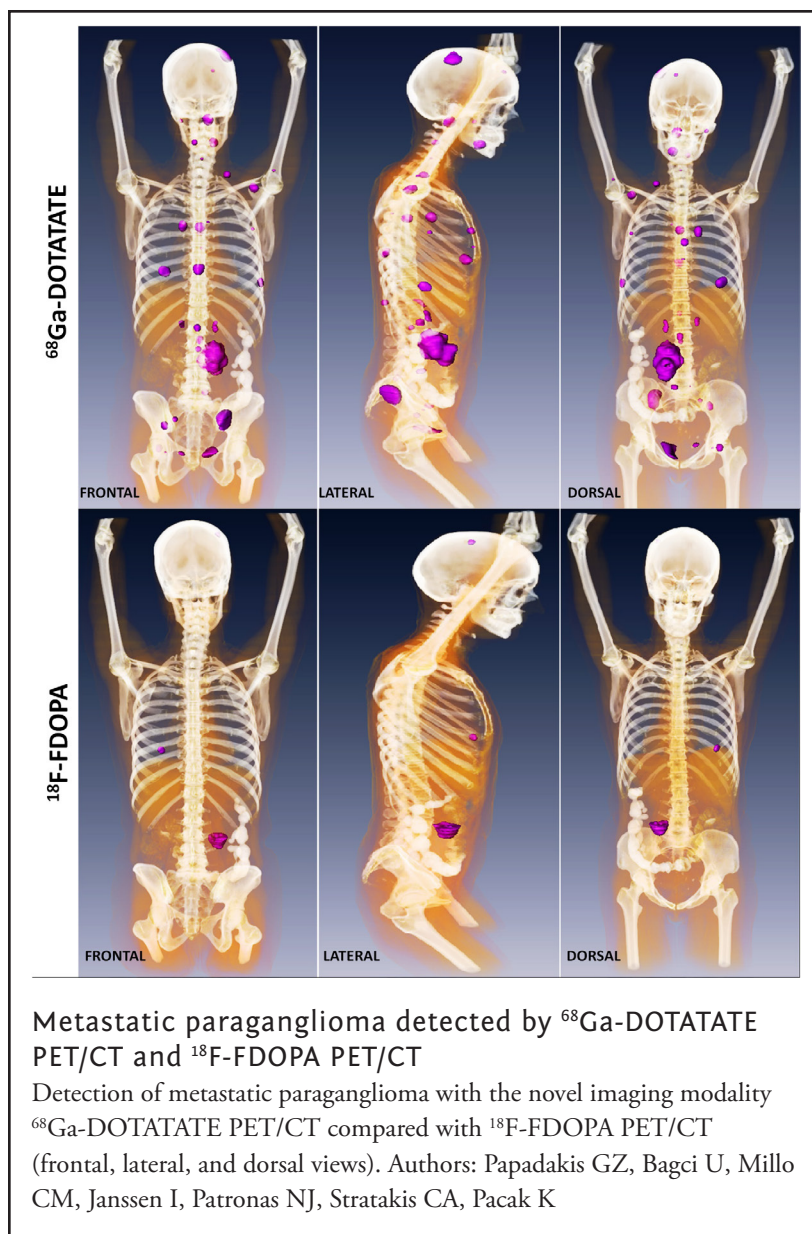 ⁶⁸Ga-DOTATATE
FRONTAL
LATERAL
DORSAL
¹⁸F-FDOPA
FRONTAL
LATERAL
DORSAL
Metastatic paraganglioma detected by ⁶⁸Ga-DOTATATE
PET/CT and ¹⁸F-FDOPA PET/CT
Detection of metastatic paraganglioma with the novel imaging modality
⁶⁸Ga-DOTATATE PET/CT compared with ¹⁸F-FDOPA PET/CT
(frontal, lateral, and dorsal views). Authors: Papadakis GZ, Bagci U, Millo
CM, Janssen I, Patronas NJ, Stratakis CA, Pacak K